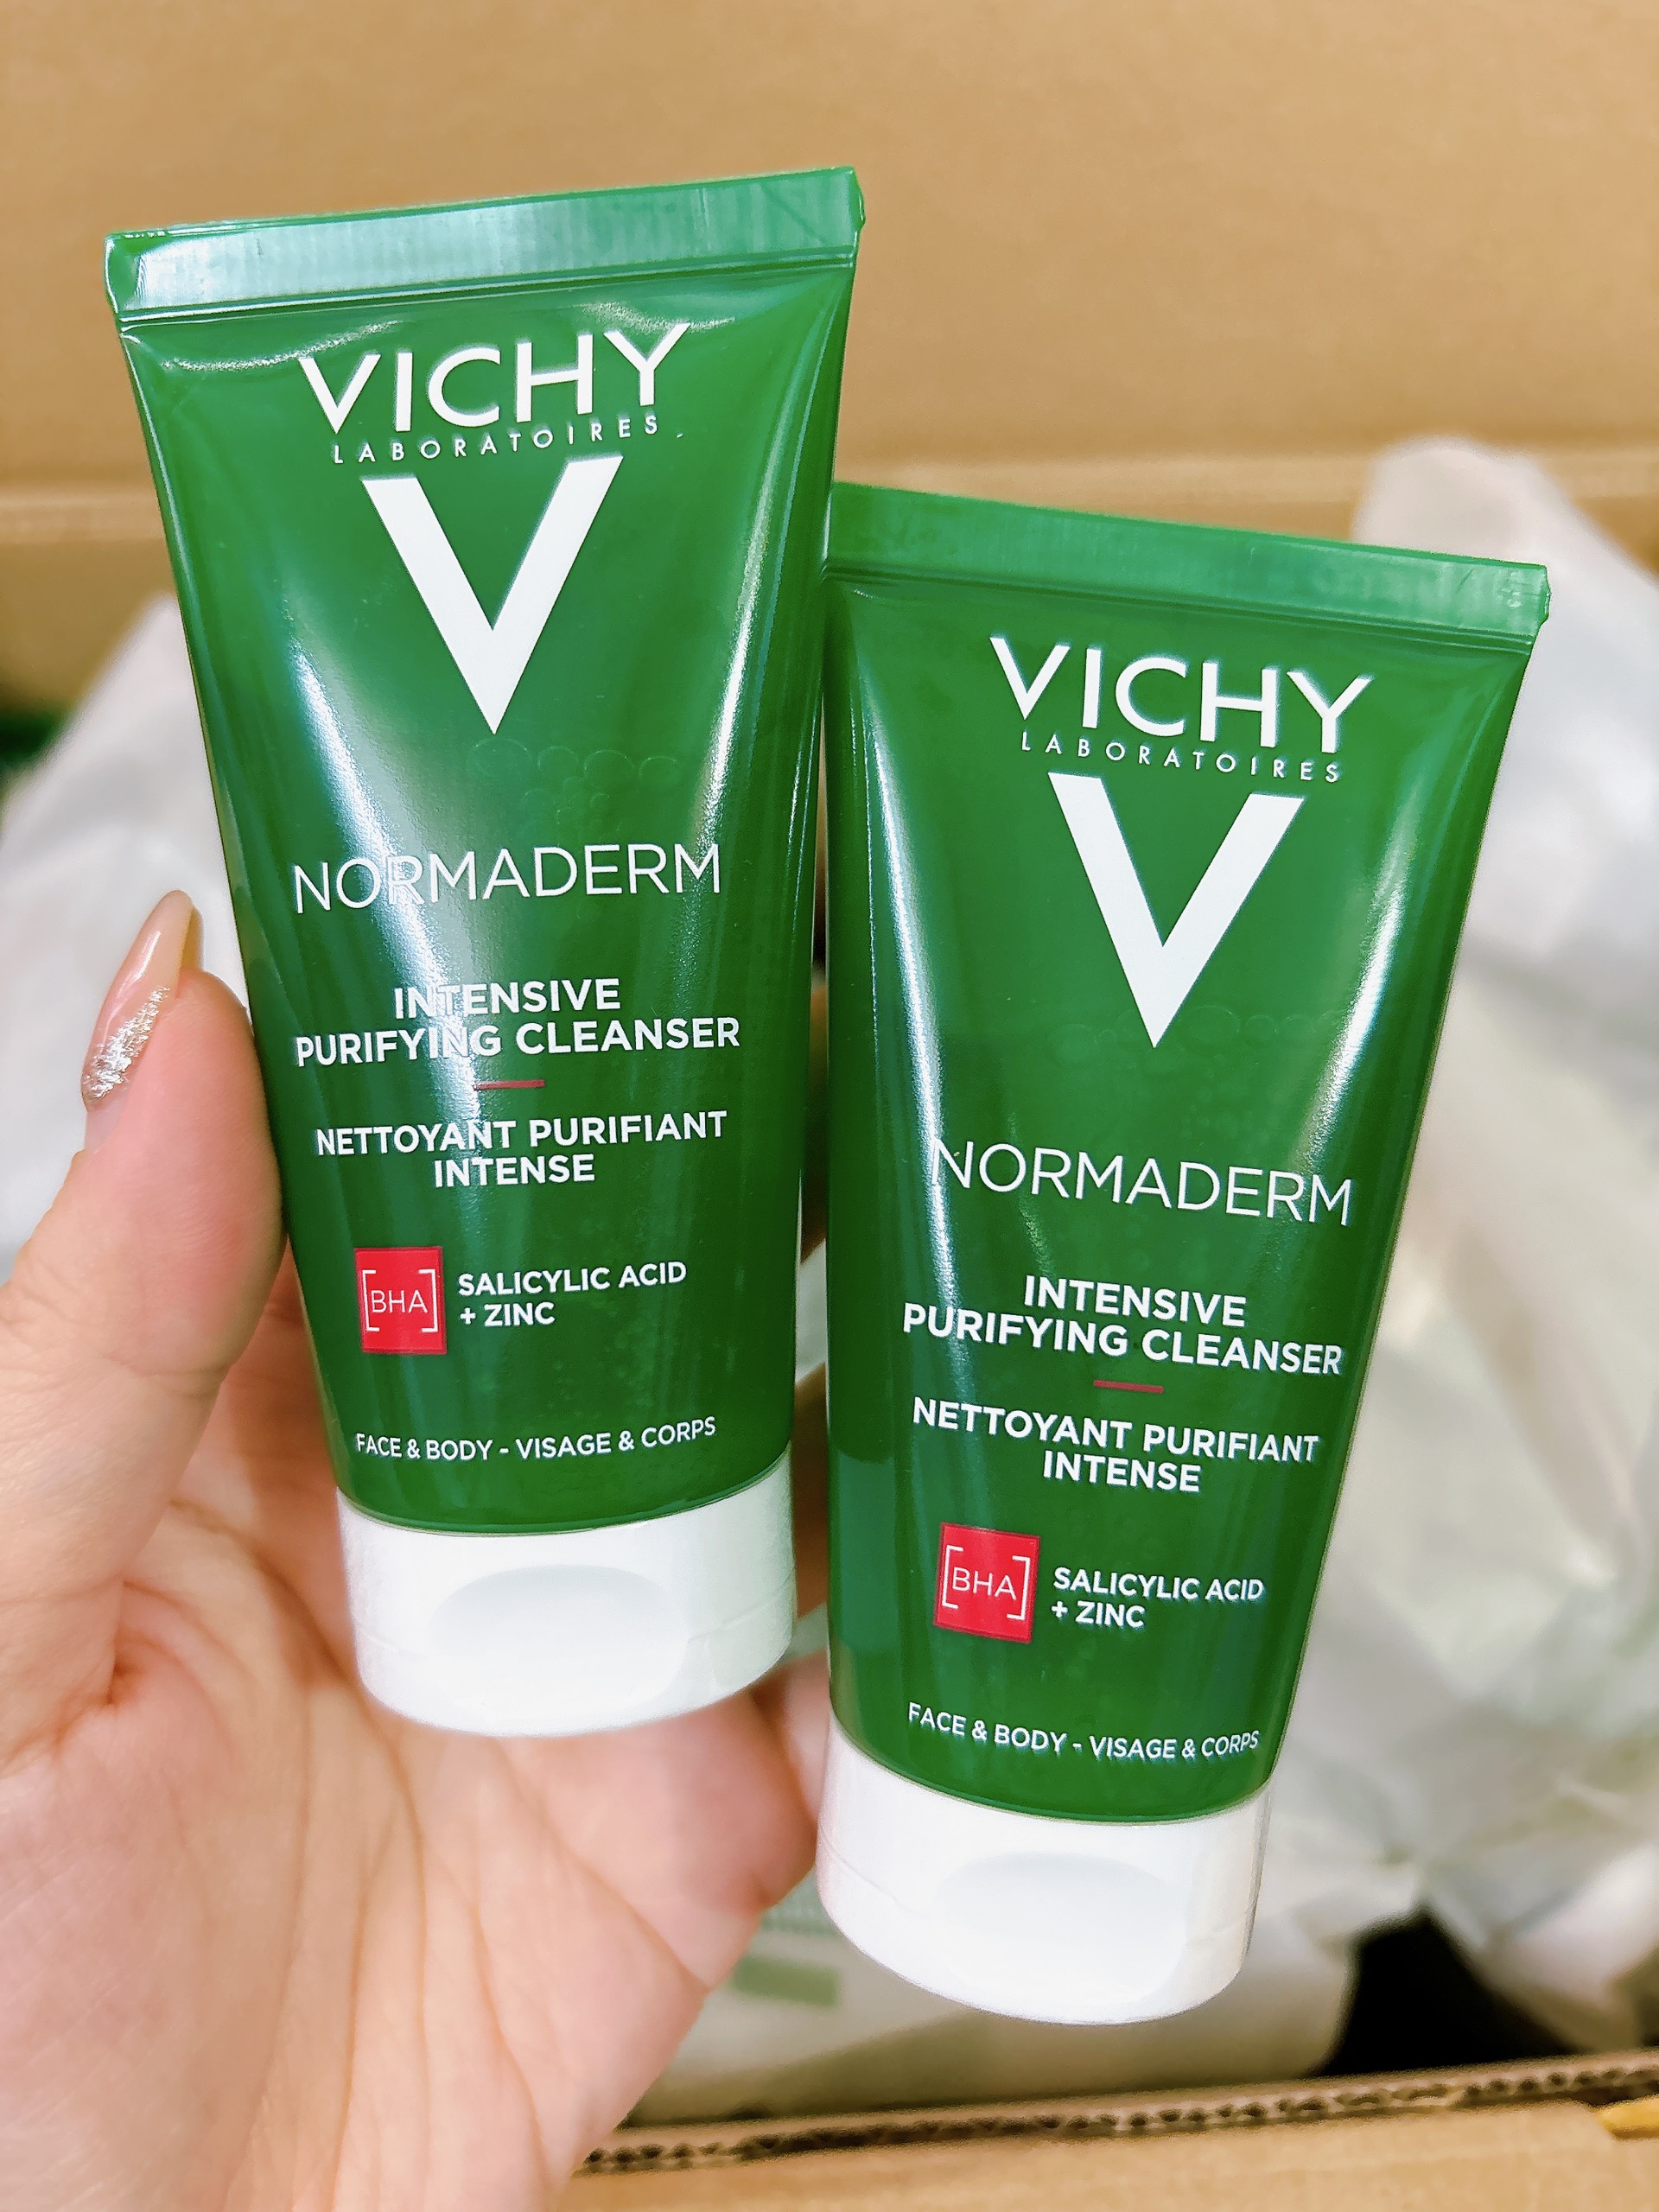 VICHY
LABORATOIRES
NORMADERM
INTENSIVE
PURIFYING CLEANSER
NETTOYANT PURIFIANT
INTENSE
BHA
SALICYLIC ACID
+ ZINC
FACE & BODY - VISAGE & CORPS
VICHY
LABORATOIRES
NORMADERM
INTENSIVE
PURIFYING CLEANSER
NETTOYANT PURIFIANT
INTENSE
BHA
SALICYLIC ACID
+ ZINC
FACE & BODY - VISAGE & CORPS